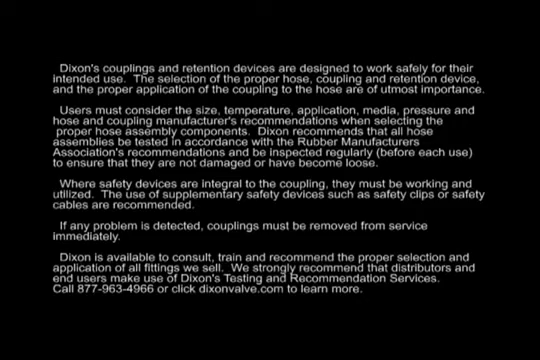 Dixon's couplings and retention devices are designed to work safely for their
intended use. The selection of the proper hose, coupling and retention device,
and the proper application of the coupling to the hose are of utmost importance.
Users must consider the size, temperature, application, media, pressure and
hose and coupling manufacturer's recommendations when selecting the
proper hose assembly components. Dixon recommends that all hose
assemblies be tested in accordance with the Rubber Manufacturers
Association's recommendations and be inspected regularly (before each use)
to ensure that they are not damaged or have become loose.
Where safety devices are integral to the coupling, they must be working and
utilized. The use of supplementary safety devices such as safety clips or safety
cables are recommended.
If any problem is detected, couplings must be removed from service
immediately.
Dixon is available to consult, train and recommend the proper selection and
application of all fittings we sell. We strongly recommend that distributors and
end users make use of Dixon's Testing and Recommendation Services.
Call 877-963-4966 or click dixonvalve.com to learn more.